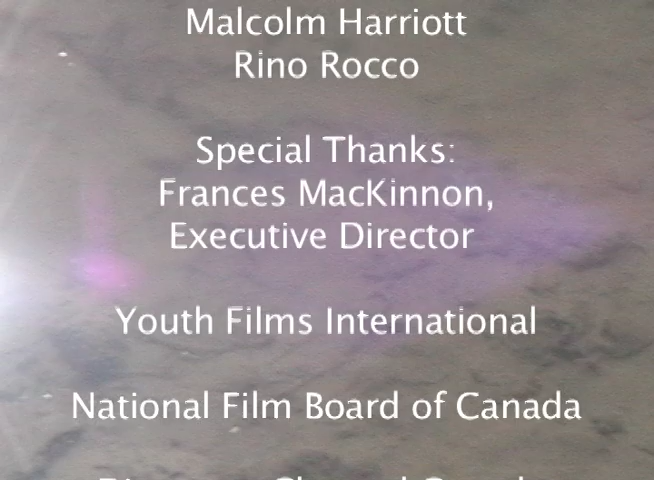 Malcolm Harriott
Rino Rocco
Special Thanks:
Frances MacKinnon,
Executive Director
Youth Films International
National Film Board of Canada